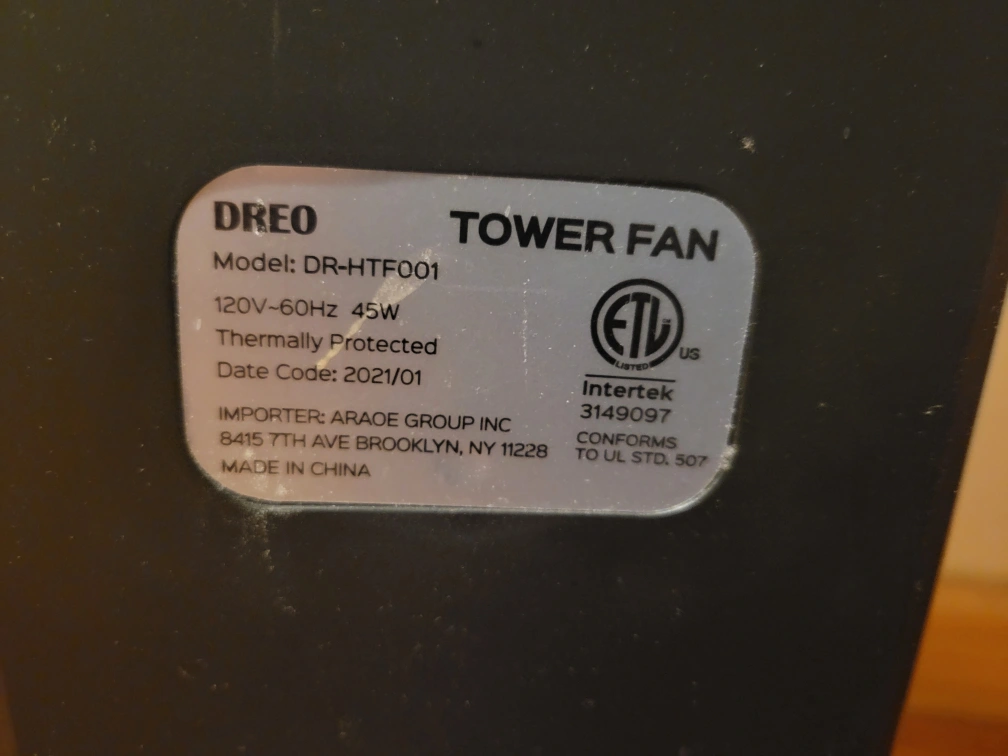 DREO
TOWER FAN
Model: DR-HTF001
120V~60Hz 45W
Thermally Protected
Date Code: 2021/01
IMPORTER: ARAOE GROUP INC
8415 7TH AVE BROOKLYN, NY 11228
MADE IN CHINA
ETL
LISTED
US
Intertek
3149097
CONFORMS
TO UL STD. 507